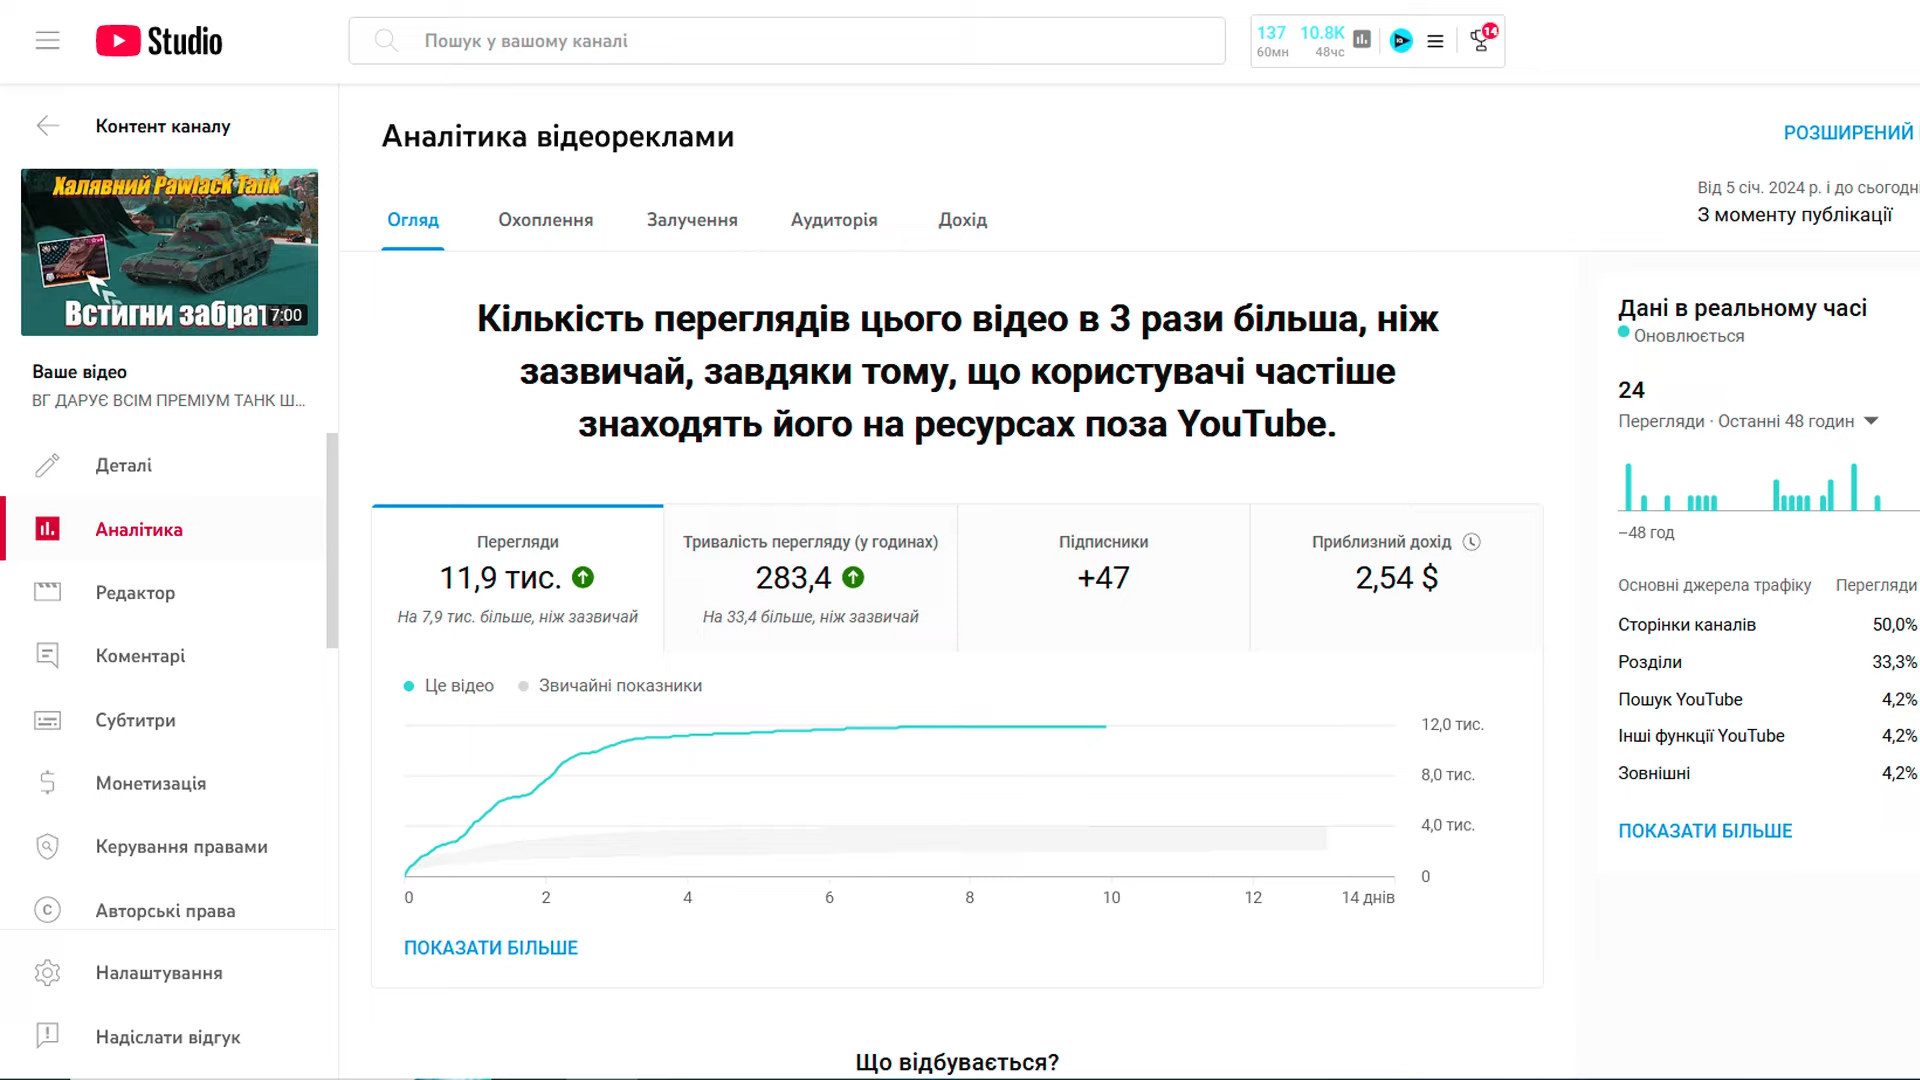 Studio
Пошук у вашому каналі
137
60мн
10.8K
48чс
14
Контент каналу
Халявний Pawlack Tank
Pawlack Tank
Встигни забрати
7:00
Ваше відео
ВГ ДАРУЄ ВСІМ ПРЕМІУМ ТАНК Ш...
Деталі
Аналітика
Редактор
Коментарі
Субтитри
Монетизація
Керування правами
Авторські права
Налаштування
Надіслати відгук
Аналітика відеореклами
РОЗШИРЕНИЙ
Від 5 січ. 2024 р. і до сьогодні
З моменту публікації
Огляд
Охоплення
Залучення
Аудиторія
Дохід
Кількість переглядів цього відео в 3 рази більша, ніж
зазвичай, завдяки тому, що користувачі частіше
знаходять його на ресурсах поза YouTube.
Перегляди
11,9 тис.
На 7,9 тис. більше, ніж зазвичай
Тривалість перегляду (у годинах)
283,4
На 33,4 більше, ніж зазвичай
Підписники
+47
Приблизний дохід
2,54 $
Це відео
Звичайні показники
12,0 тис.
8,0 тис.
4,0 тис.
0
0 2 4 6 8 10 12 14 днів
ПОКАЗАТИ БІЛЬШЕ
Що відбувається?
Дані в реальному часі
Оновлюється
24
Перегляди · Останні 48 годин
−48 год
Основні джерела трафіку Перегляди
Сторінки каналів 50,0%
Розділи 33,3%
Пошук YouTube 4,2%
Інші функції YouTube 4,2%
Зовнішні 4,2%
ПОКАЗАТИ БІЛЬШЕ